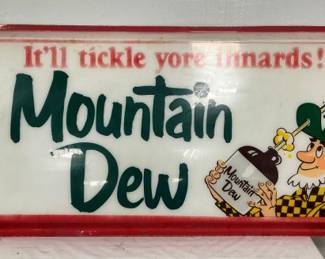 It'll tickle yore innards!
Mountain
Dew
Mountain
Dew